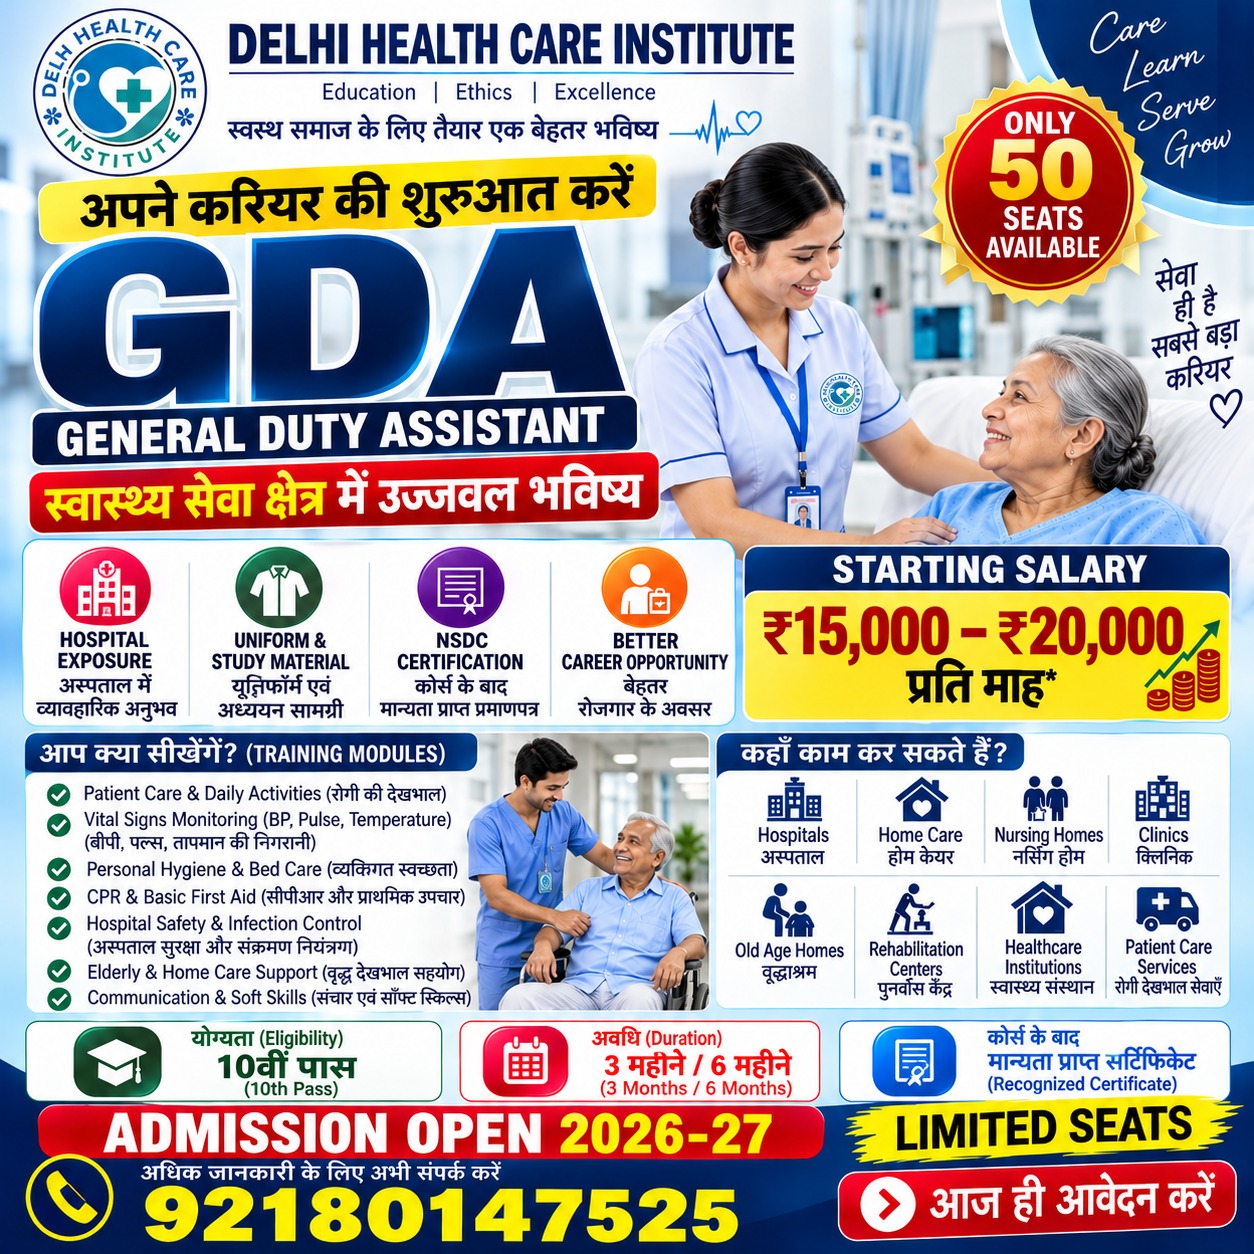 DELHI HEALTH CARE INSTITUTE
DELHI HEALTH CARE INSTITUTE
Education | Ethics | Excellence
स्वस्थ समाज के लिए तैयार एक बेहतर भविष्य
Care
Learn
Serve
Grow
ONLY
50
SEATS
AVAILABLE
अपने करियर की शुरुआत करें
GDA
GENERAL DUTY ASSISTANT
स्वास्थ्य सेवा क्षेत्र में उज्जवल भविष्य
सेवा
ही है
सबसे बड़ा
करियर
HOSPITAL
EXPOSURE
अस्पताल में
व्यावहारिक अनुभव
UNIFORM &
STUDY MATERIAL
यूनिफॉर्म एवं
अध्ययन सामग्री
NSDC
CERTIFICATION
कोर्स के बाद
मान्यता प्राप्त प्रमाणपत्र
BETTER
CAREER OPPORTUNITY
बेहतर
रोजगार के अवसर
STARTING SALARY
₹15,000 – ₹20,000
प्रति माह*
आप क्या सीखेंगें? (TRAINING MODULES)
Patient Care & Daily Activities (रोगी की देखभाल)
Vital Signs Monitoring (BP, Pulse, Temperature)
(बीपी, पल्स, तापमान की निगरानी)
Personal Hygiene & Bed Care (व्यकिगत स्वच्छता)
CPR & Basic First Aid (सीपीआर और प्राथमिक उपचार)
Hospital Safety & Infection Control
(अस्पताल सुरक्षा और संक्रमण नियंत्रग)
Elderly & Home Care Support (वृद्ध देखभाल सहयोग)
Communication & Soft Skills (संचार एवं सॉफ्ट स्किल्स)
कहाँ काम कर सकते हैं?
Hospitals
अस्पताल
Home Care
होम केयर
Nursing Homes
नर्सिंग होम
Clinics
क्लिनिक
Old Age Homes
वृद्धाश्रम
Rehabilitation
Centers
पुनर्वास केंद्र
Healthcare
Institutions
स्वास्थ्य संस्थान
Patient Care
Services
रोगी देखभाल सेवाएँ
योग्यता (Eligibility)
10वीं पास
(10th Pass)
अवधि (Duration)
3 महीने / 6 महीने
(3 Months / 6 Months)
कोर्स के बाद
मान्यता प्राप्त सर्टिफिकेट
(Recognized Certificate)
ADMISSION OPEN 2026-27
LIMITED SEATS
अधिक जानकारी के लिए अभी संपर्क करें
92180147525
आज ही आवेदन करें